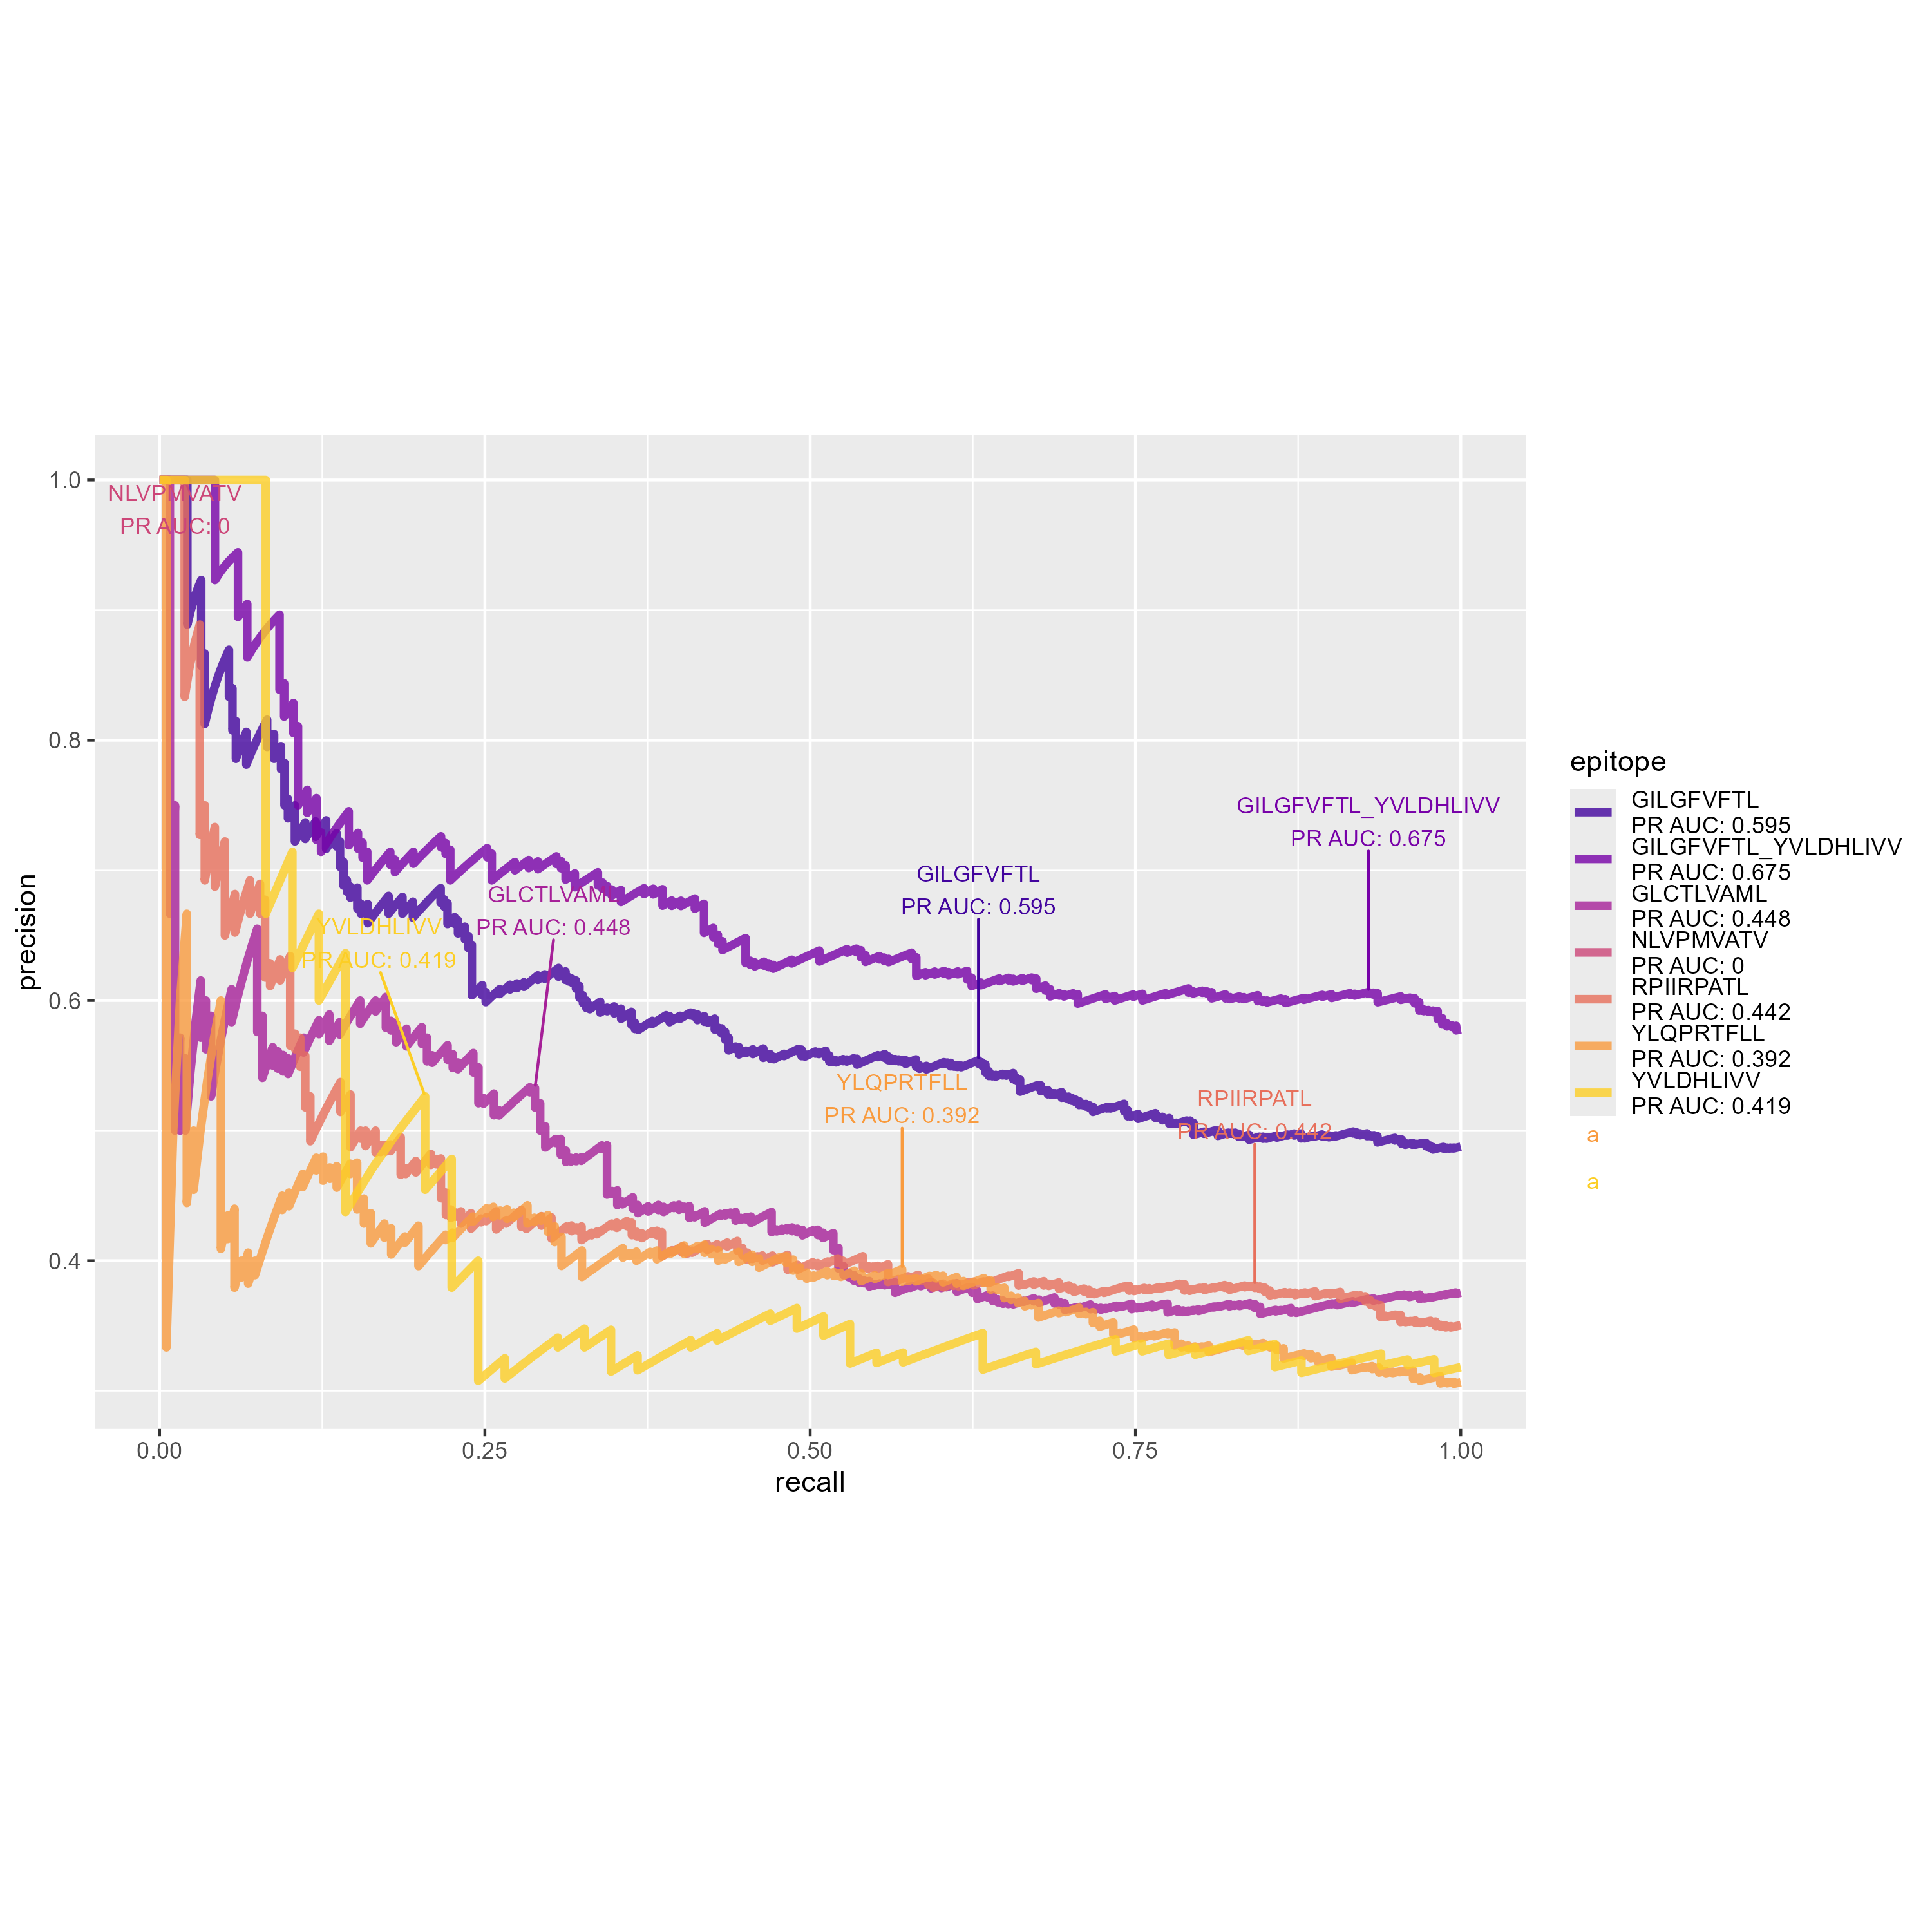 1.0
NLVPMVATV
PR AUC: 0
0.8
GILGFVFTL_YVLDHLIVV
PR AUC: 0.675
GILGFVFTL
PR AUC: 0.595
GLCTLVAML
PR AUC: 0.448
YVLDHLIVV
PR AUC: 0.419
0.6
YLQPRTFLL
PR AUC: 0.392
RPIIRPATL
PR AUC: 0.442
0.4
precision
0.00
0.25
0.50
0.75
1.00
recall
epitope
GILGFVFTL
PR AUC: 0.595
GILGFVFTL_YVLDHLIVV
PR AUC: 0.675
GLCTLVAML
PR AUC: 0.448
NLVPMVATV
PR AUC: 0
RPIIRPATL
PR AUC: 0.442
YLQPRTFLL
PR AUC: 0.392
YVLDHLIVV
PR AUC: 0.419
a
a